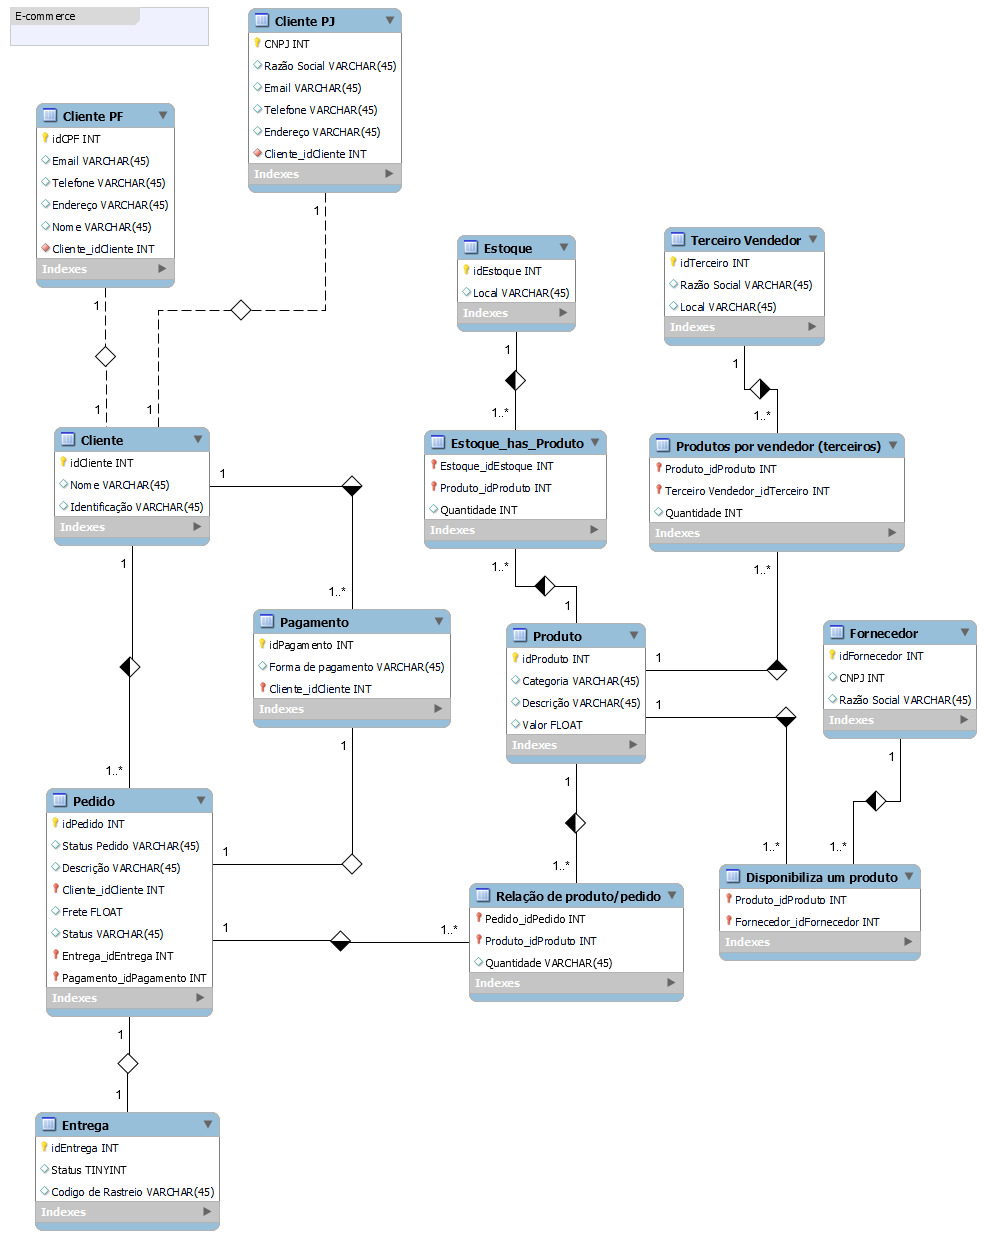 E-commerce
Cliente PJ
CNPJ INT
Razão Social VARCHAR(45)
Email VARCHAR(45)
Telefone VARCHAR(45)
Endereço VARCHAR(45)
Cliente_idCliente INT
Indexes
1
Cliente PF
idCPF INT
Email VARCHAR(45)
Telefone VARCHAR(45)
Endereço VARCHAR(45)
Nome VARCHAR(45)
Cliente_idCliente INT
Indexes
1
1
1
Estoque
idEstoque INT
Local VARCHAR(45)
Indexes
1
1..*
Terceiro Vendedor
idTerceiro INT
Razão Social VARCHAR(45)
Local VARCHAR(45)
Indexes
1
1..*
Cliente
idCliente INT
Nome VARCHAR(45)
Identificação VARCHAR(45)
Indexes
1
1..*
1
1..*
Estoque_has_Produto
Estoque_idEstoque INT
Produto_idProduto INT
Quantidade INT
Indexes
1..*
1
Produtos por vendedor (terceiros)
Produto_idProduto INT
Terceiro Vendedor_idTerceiro INT
Quantidade INT
Indexes
1..*
1
Pagamento
idPagamento INT
Forma de pagamento VARCHAR(45)
Cliente_idCliente INT
Indexes
1
1
Produto
idProduto INT
Categoria VARCHAR(45)
Descrição VARCHAR(45)
Valor FLOAT
Indexes
1
1..*
1
1..*
Fornecedor
idFornecedor INT
CNPJ INT
Razão Social VARCHAR(45)
Indexes
1
1..*
Pedido
idPedido INT
Status Pedido VARCHAR(45)
Descrição VARCHAR(45)
Cliente_idCliente INT
Frete FLOAT
Status VARCHAR(45)
Entrega_idEntrega INT
Pagamento_idPagamento INT
Indexes
1
1..*
1
1
Relação de produto/pedido
Pedido_idPedido INT
Produto_idProduto INT
Quantidade VARCHAR(45)
Indexes
Disponibiliza um produto
Produto_idProduto INT
Fornecedor_idFornecedor INT
Indexes
Entrega
idEntrega INT
Status TINYINT
Codigo de Rastreio VARCHAR(45)
Indexes